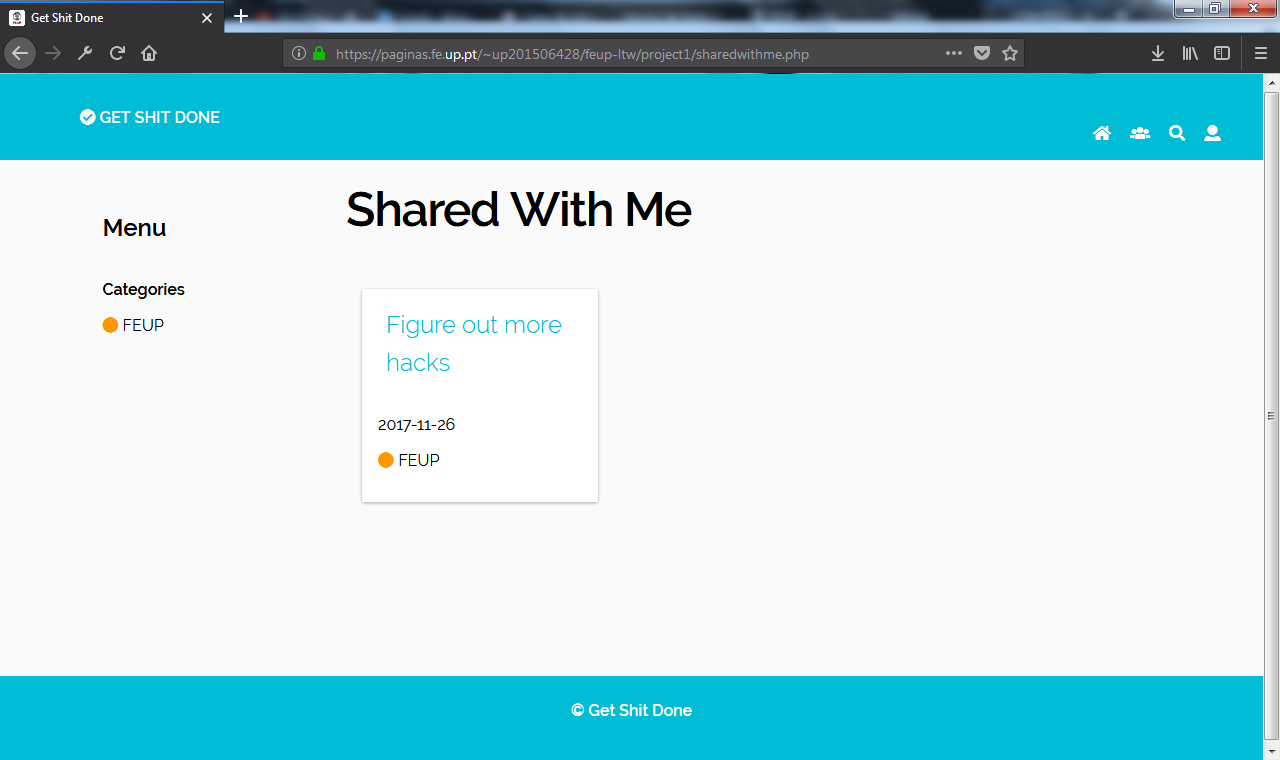 Get Shit Done
https://paginas.fe.up.pt/~up201506428/feup-ltw/project1/sharedwithme.php
GET SHIT DONE
Menu
Categories
FEUP
Shared With Me
Figure out more
hacks
2017-11-26
FEUP
© Get Shit Done